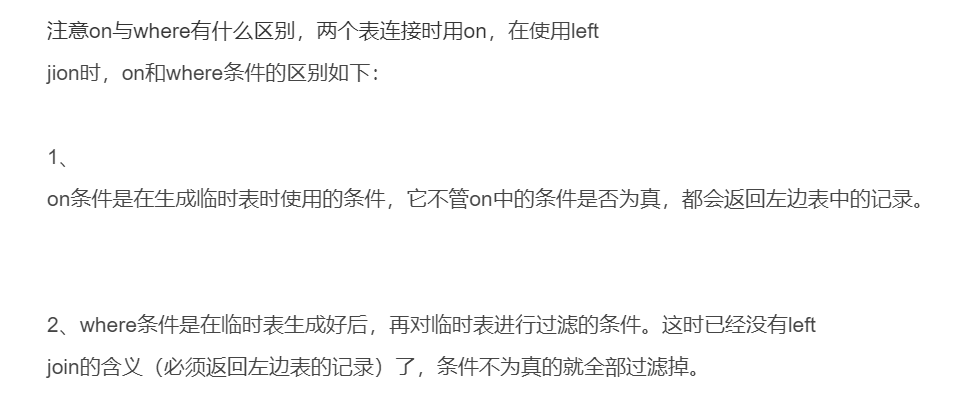 注意on与where有什么区别，两个表连接时用on，在使用left
jion时，on和where条件的区别如下：
1、
on条件是在生成临时表时使用的条件，它不管on中的条件是否为真，都会返回左边表中的记录。
2、where条件是在临时表生成好后，再对临时表进行过滤的条件。这时已经没有left
join的含义（必须返回左边表的记录）了，条件不为真的就全部过滤掉。